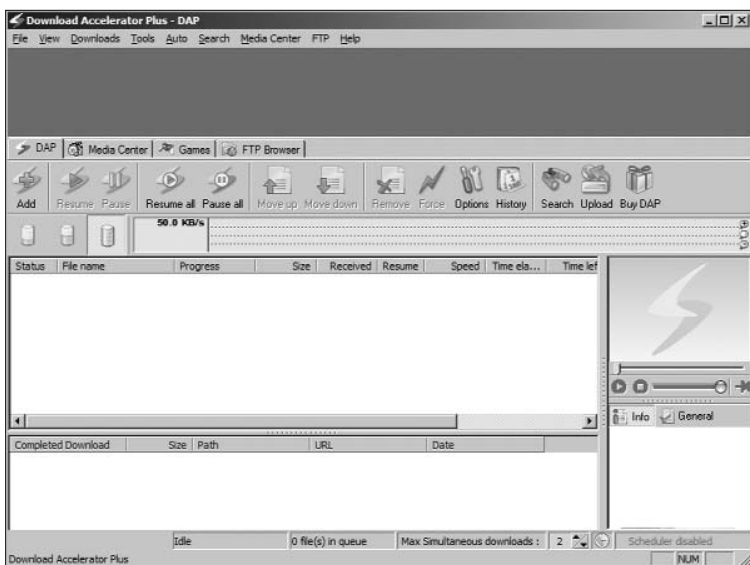 Download Accelerator Plus - DAP
File View Downloads Tools Auto Search Media Center FTP Help
DAP Media Center Games FTP Browser
Add Resume Pause Resume all Pause all Move up Move down Remove Force Options History Search Upload Buy DAP
50.0 KB/s
Status File name Progress Size Received Resume Speed Time ela... Time lef
Info General
Completed Download Size Path URL Date
Idle 0 file(s) in queue Max Simultaneous downloads : 2 Scheduler disabled
Download Accelerator Plus NUM